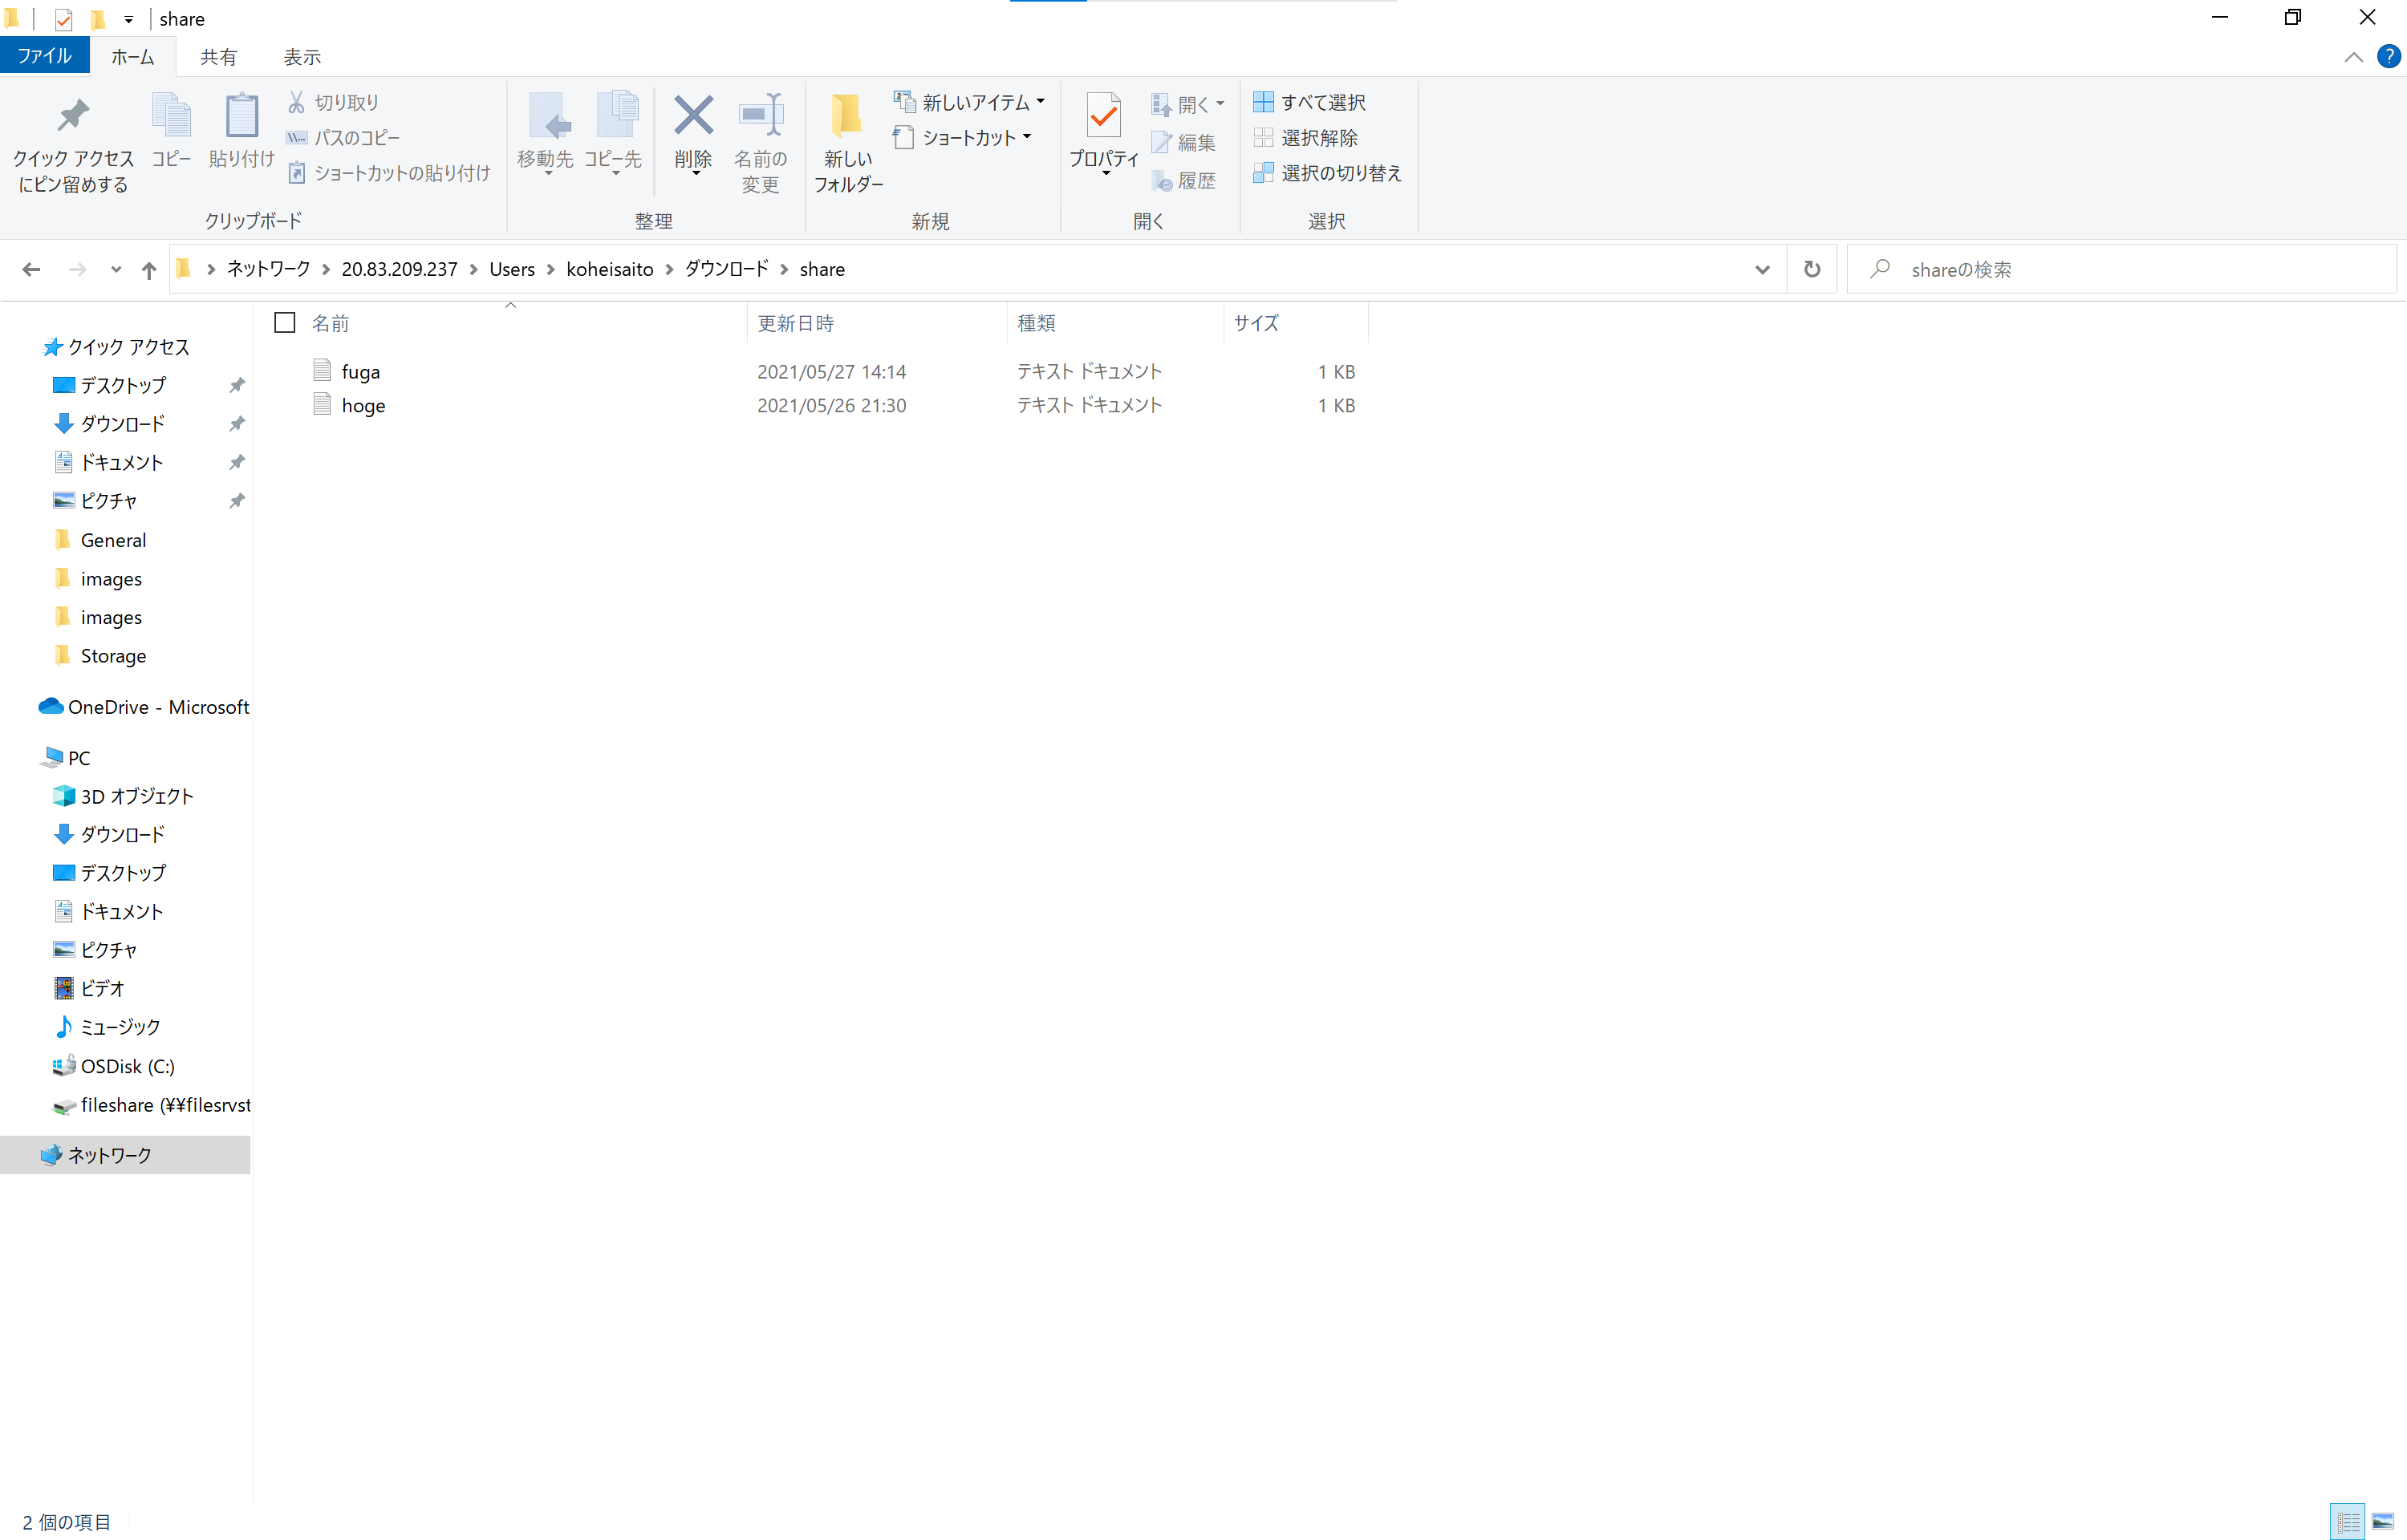 share
ファイル ホーム 共有 表示
クイック アクセス
にピン留めする
コピー
貼り付け
切り取り
パスのコピー
ショートカットの貼り付け
クリップボード
移動先
コピー先
削除
名前の
変更
整理
新しい
フォルダー
新しいアイテム
ショートカット
新規
プロパティ
開く
編集
履歴
開く
すべて選択
選択解除
選択の切り替え
選択
ネットワーク 20.83.209.237 Users koheisaito ダウンロード share
shareの検索
名前 更新日時 種類 サイズ
fuga 2021/05/27 14:14 テキスト ドキュメント 1 KB
hoge 2021/05/26 21:30 テキスト ドキュメント 1 KB
クイック アクセス
デスクトップ
ダウンロード
ドキュメント
ピクチャ
General
images
images
Storage
OneDrive - Microsoft
PC
3D オブジェクト
ダウンロード
デスクトップ
ドキュメント
ピクチャ
ビデオ
ミュージック
OSDisk (C:)
fileshare (¥¥filesrvst
ネットワーク
2 個の項目